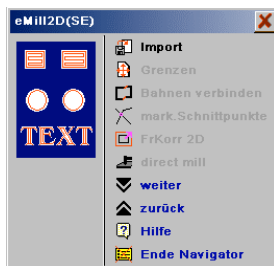 eMill2D(SE)
TEXT
Import
Grenzen
Bahnen verbinden
mark.Schnittpunkte
FrKorr 2D
direct mill
weiter
zurück
Hilfe
Ende Navigator